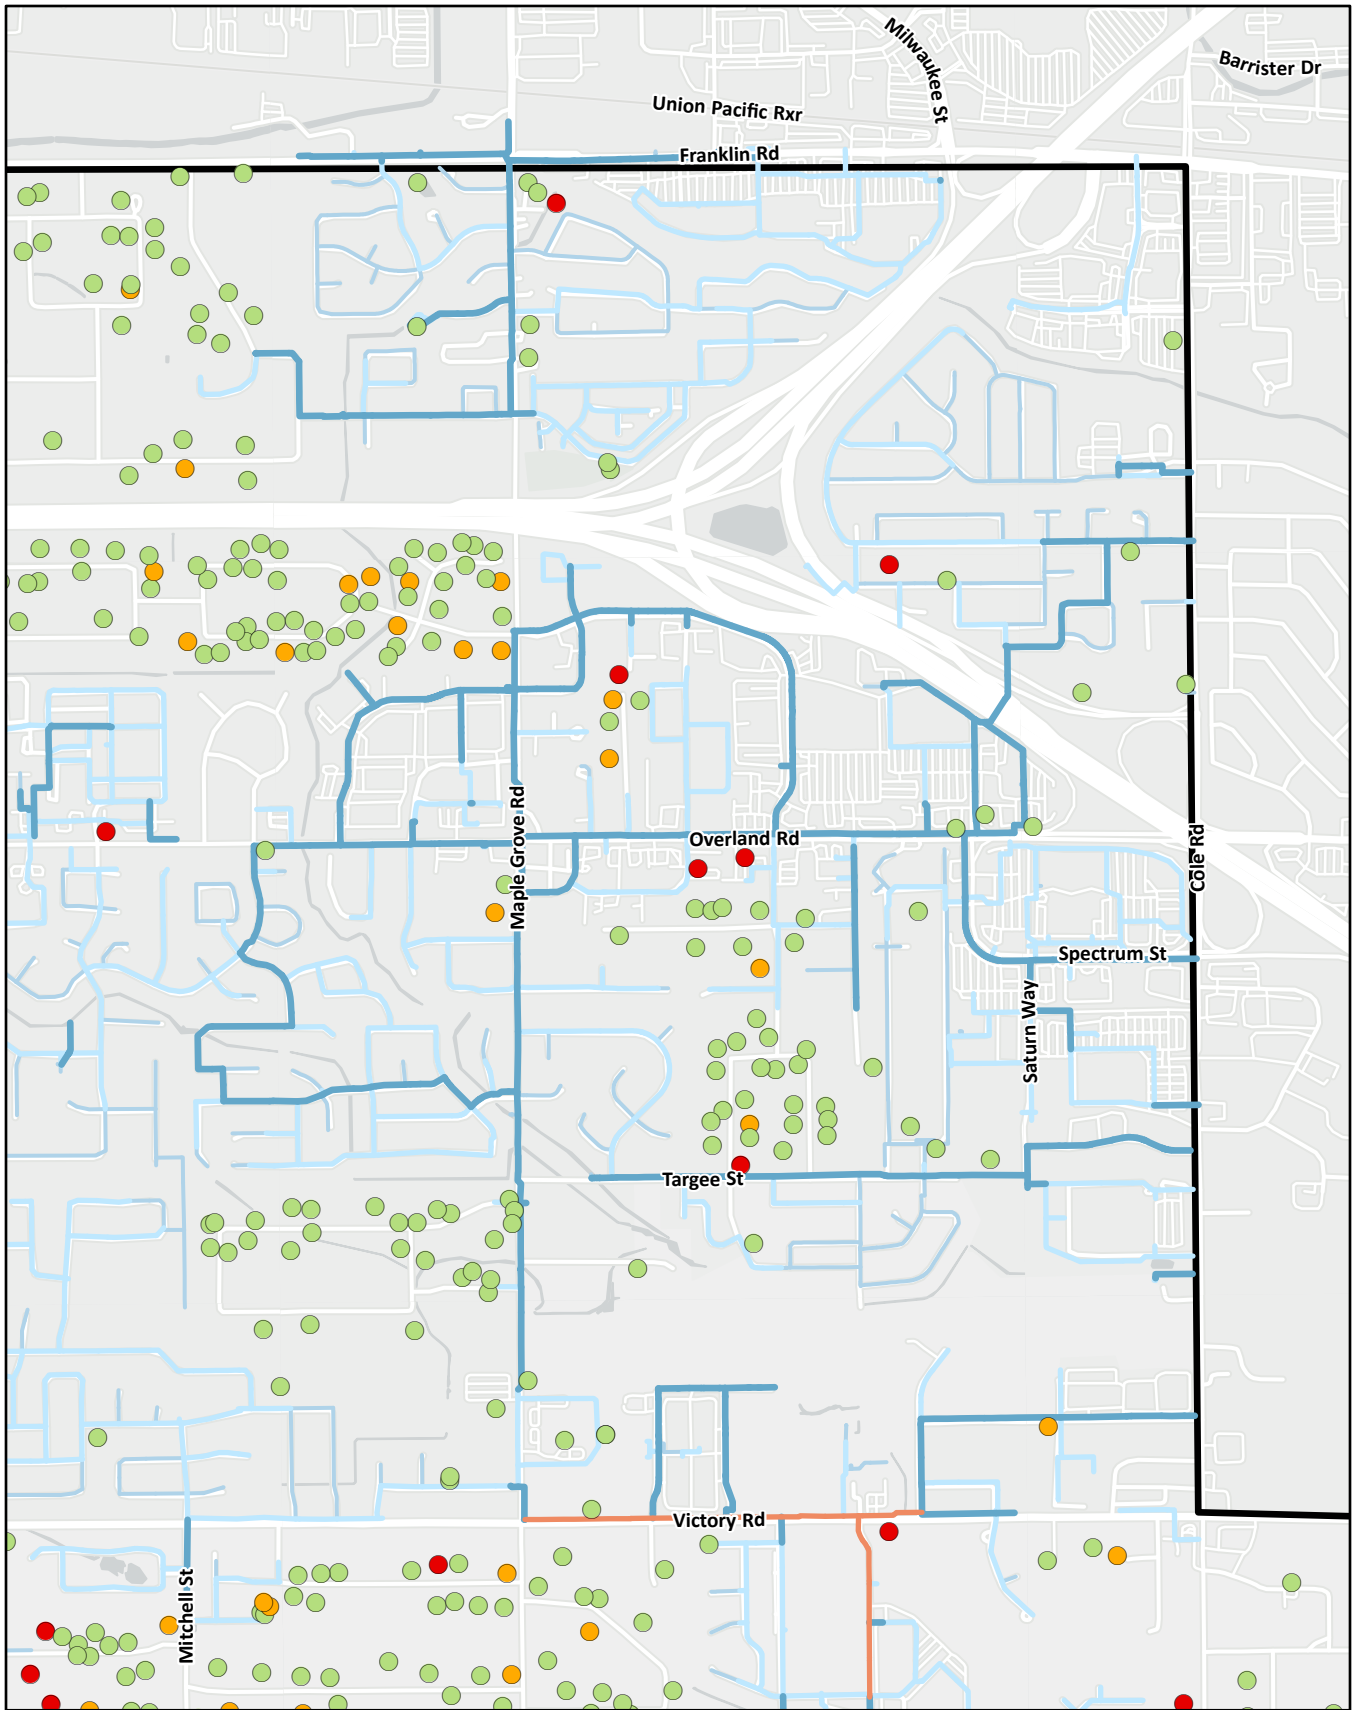 Milwaukee St
Barrister Dr
Union Pacific Rxr
Franklin Rd
Maple Grove Rd
Overland Rd
Cole Rd
Spectrum St
Saturn Way
Targee St
Victory Rd
Mitchell St